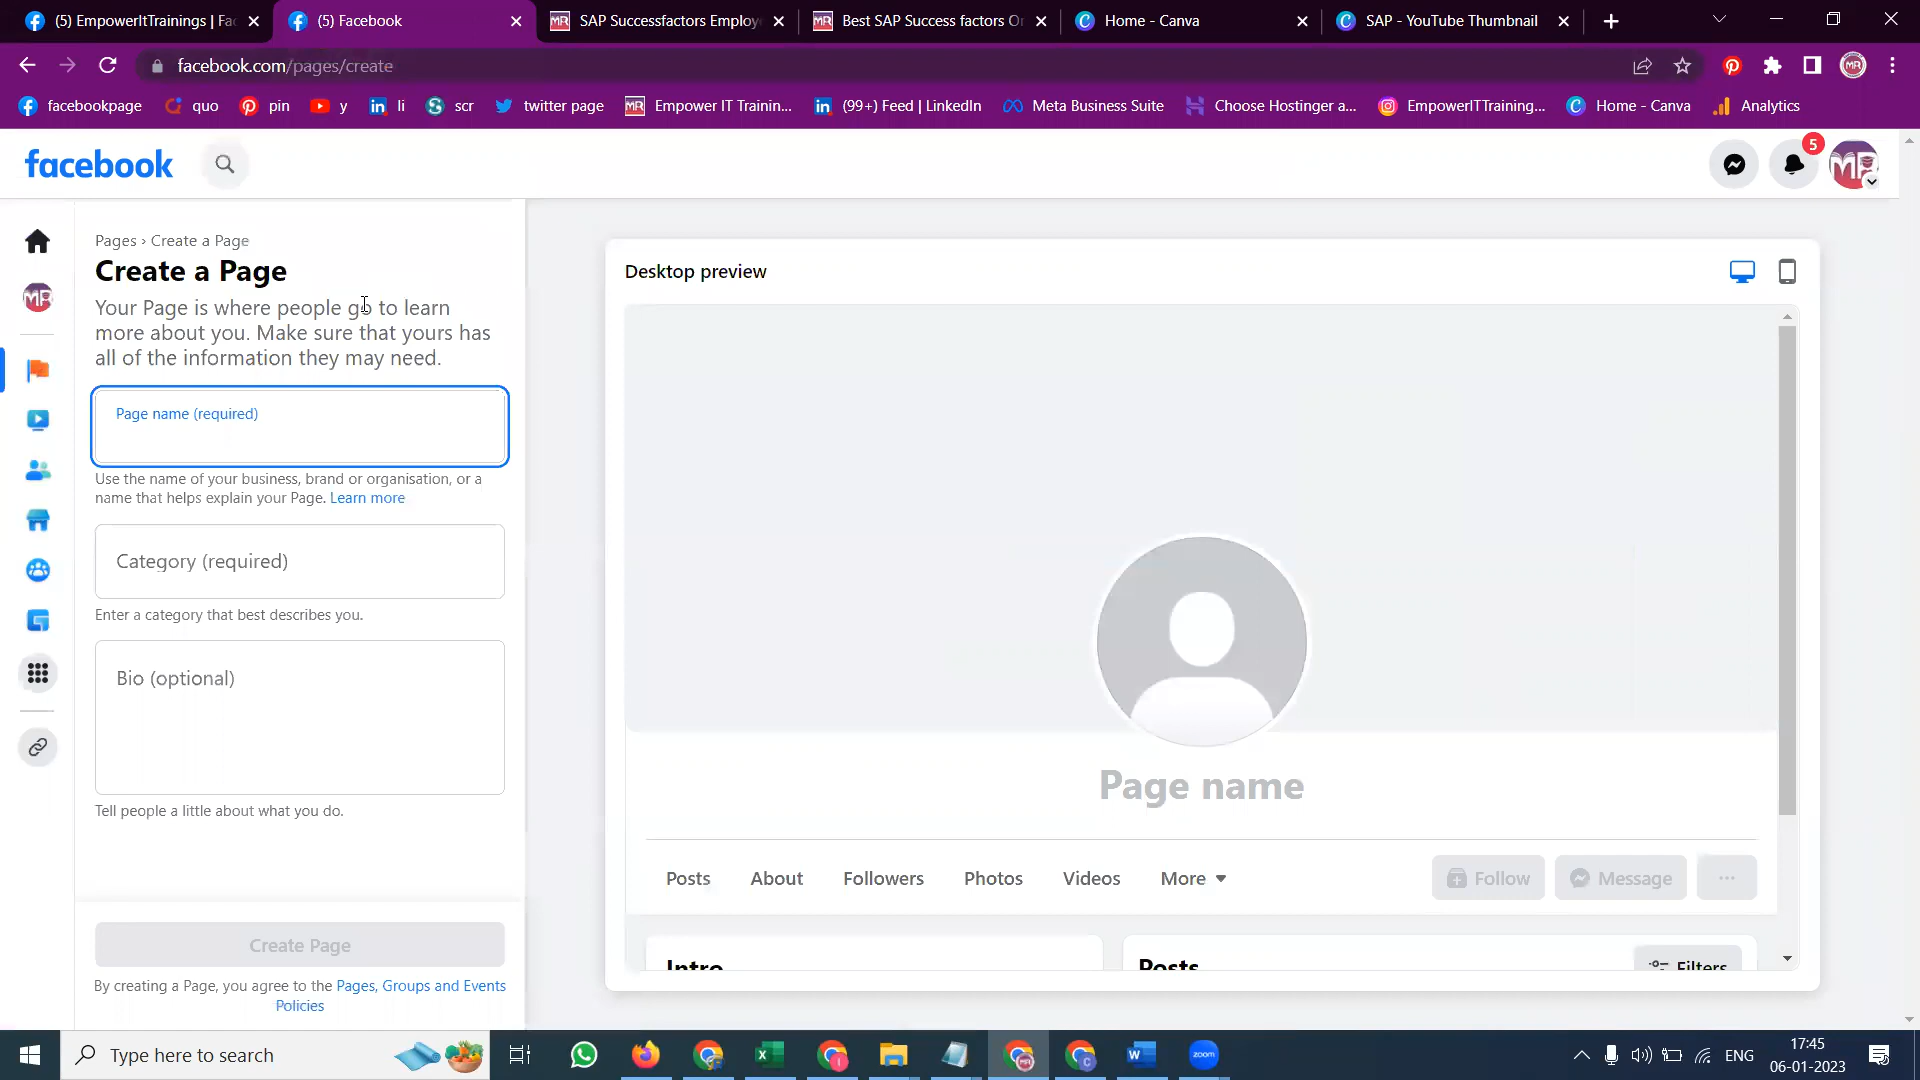 (5) EmpowerItTrainings | Fac
(5) Facebook
SAP Successfactors Employ
Best SAP Success factors On
Home - Canva
SAP - YouTube Thumbnail
facebook.com/pages/create
facebookpage
quo
pin
y
li
scr
twitter page
Empower IT Trainin...
(99+) Feed | LinkedIn
Meta Business Suite
Choose Hostinger a...
EmpowerITTraining...
Home - Canva
Analytics
facebook
5
Pages › Create a Page
Create a Page
Your Page is where people go to learn
more about you. Make sure that yours has
all of the information they may need.
Page name (required)
Use the name of your business, brand or organisation, or a
name that helps explain your Page. Learn more
Category (required)
Enter a category that best describes you.
Bio (optional)
Tell people a little about what you do.
Create Page
By creating a Page, you agree to the Pages, Groups and Events
Policies
Desktop preview
Page name
Posts
About
Followers
Photos
Videos
More
Follow
Message
Intro
Posts
Filters
Type here to search
zoom
ENG
17:45
06-01-2023